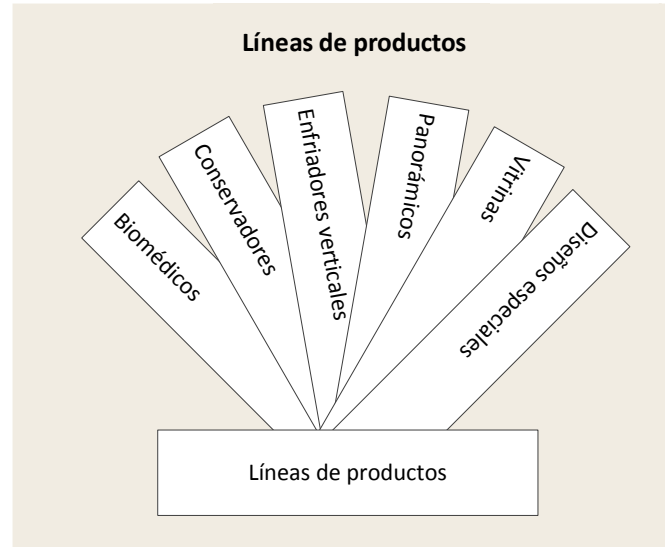 Líneas de productos
Biomédicos
Conservadores
Enfriadores verticales
Panorámicos
Vitrinas
Diseños especiales
Líneas de productos